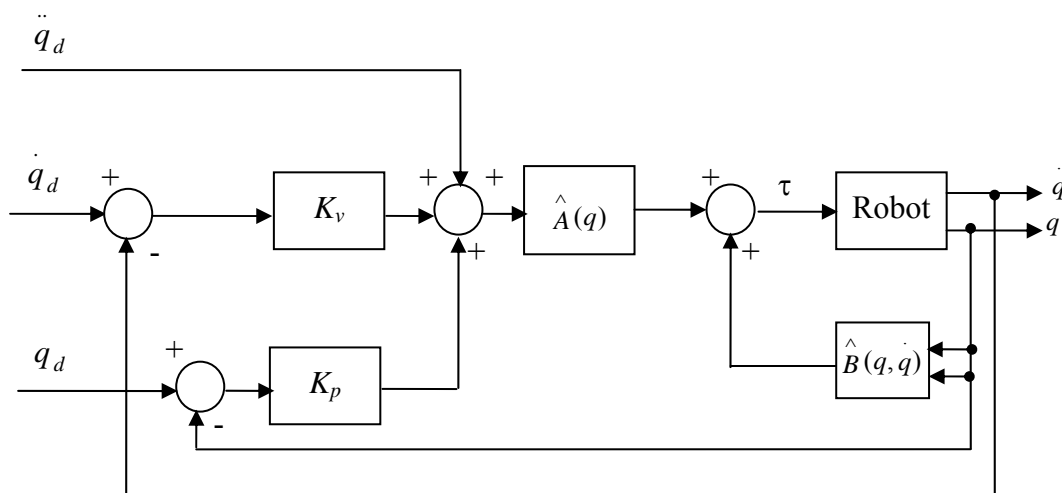 q̈_d
q̇_d
+
-
K_v
+
+
+
Â(q)
+
+
τ
Robot
q̇
q
q_d
+
-
K_p
B̂(q, q̇)